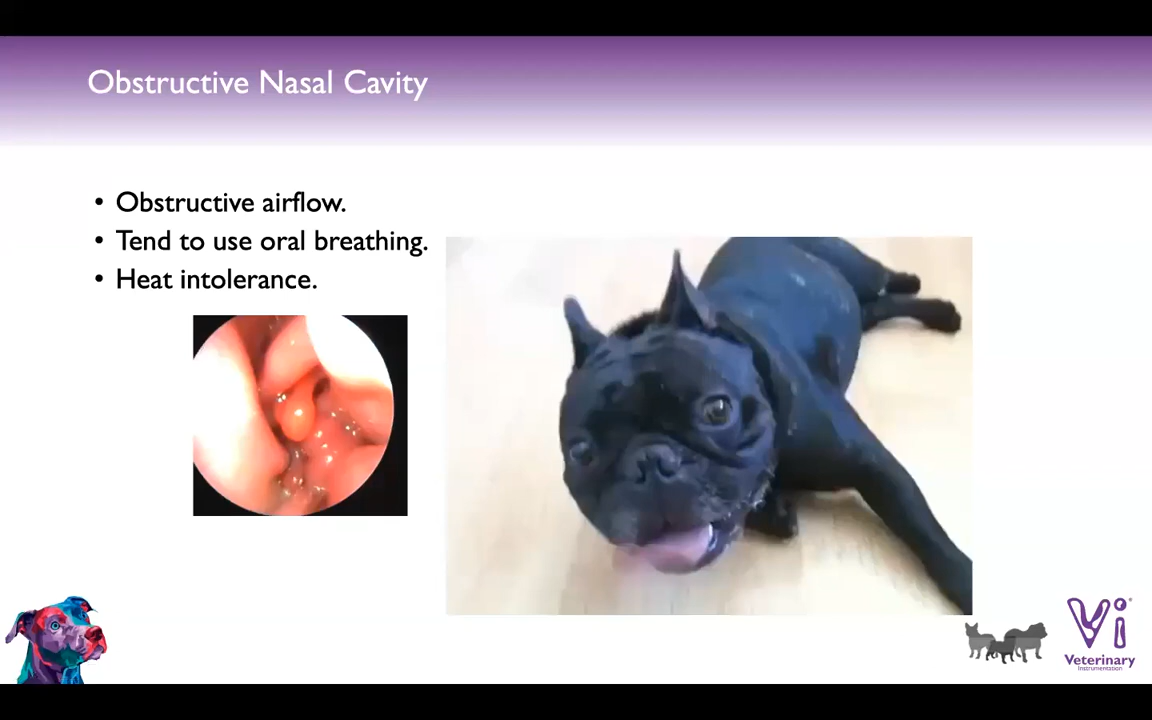 Obstructive Nasal Cavity
• Obstructive airflow.
• Tend to use oral breathing.
• Heat intolerance.
Vi
Veterinary
Instrumentation